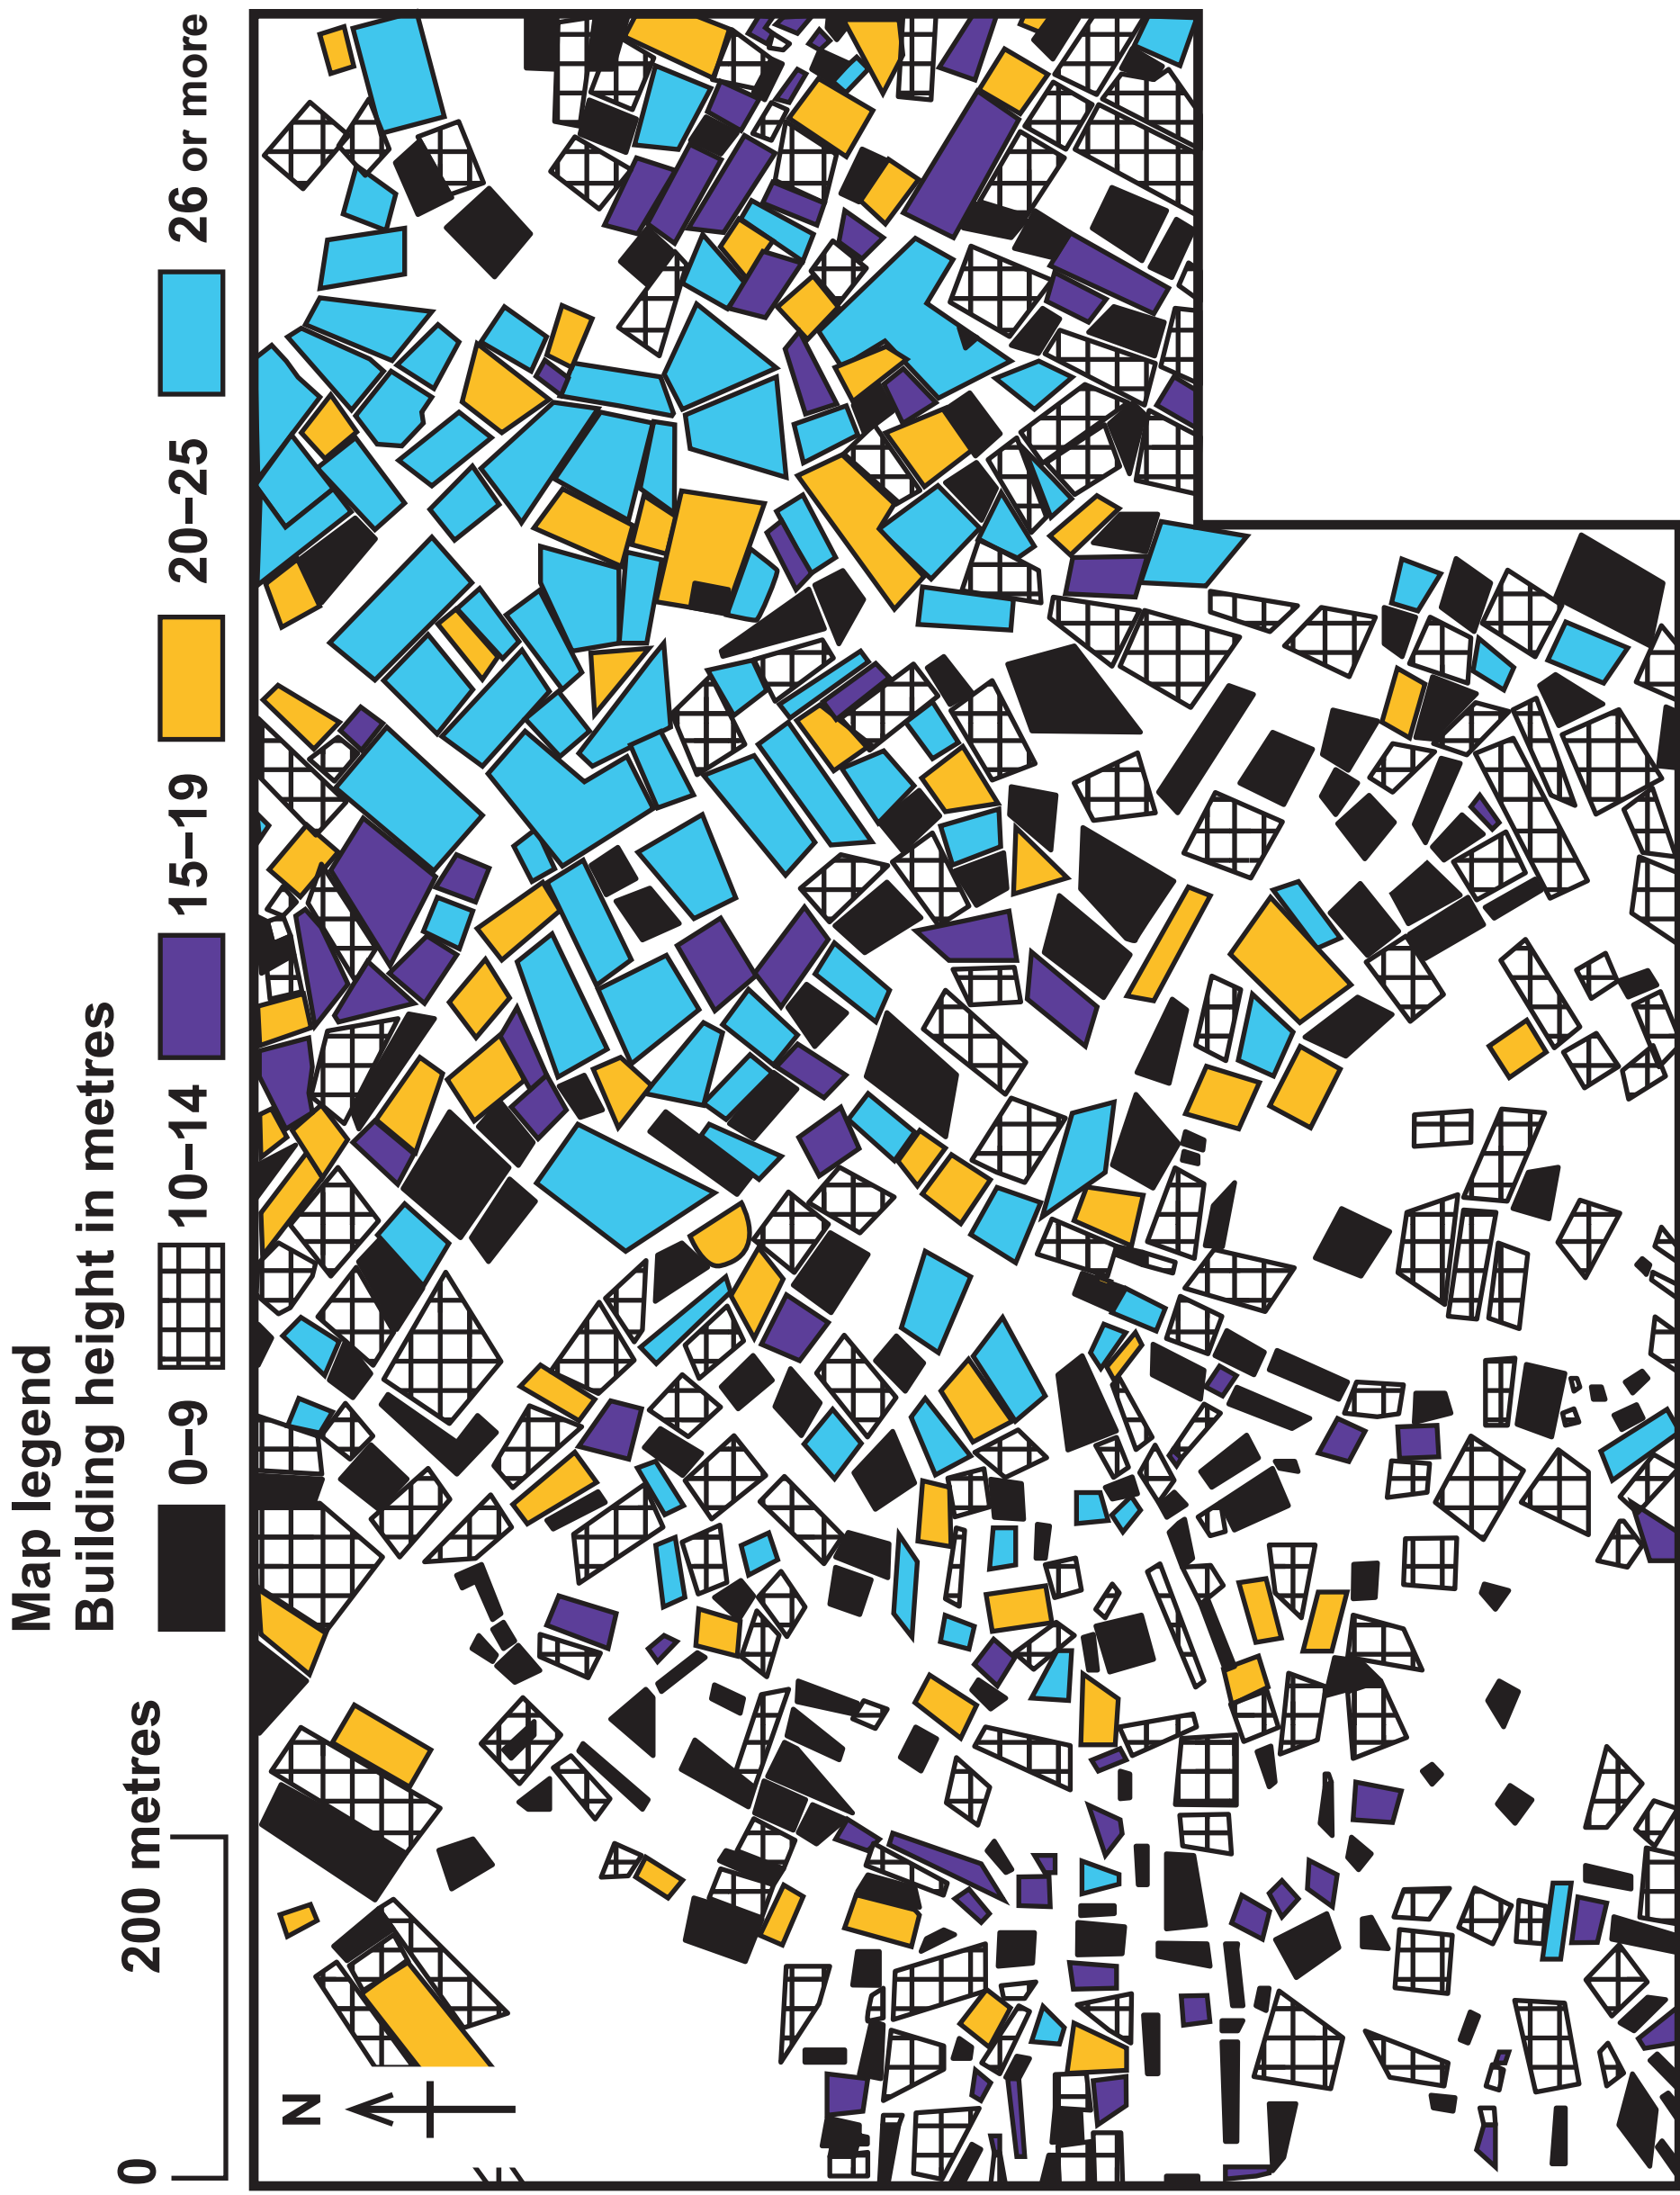 Map legend
Building height in metres
0–9
10–14
15–19
20–25
26 or more
0
200 metres
N